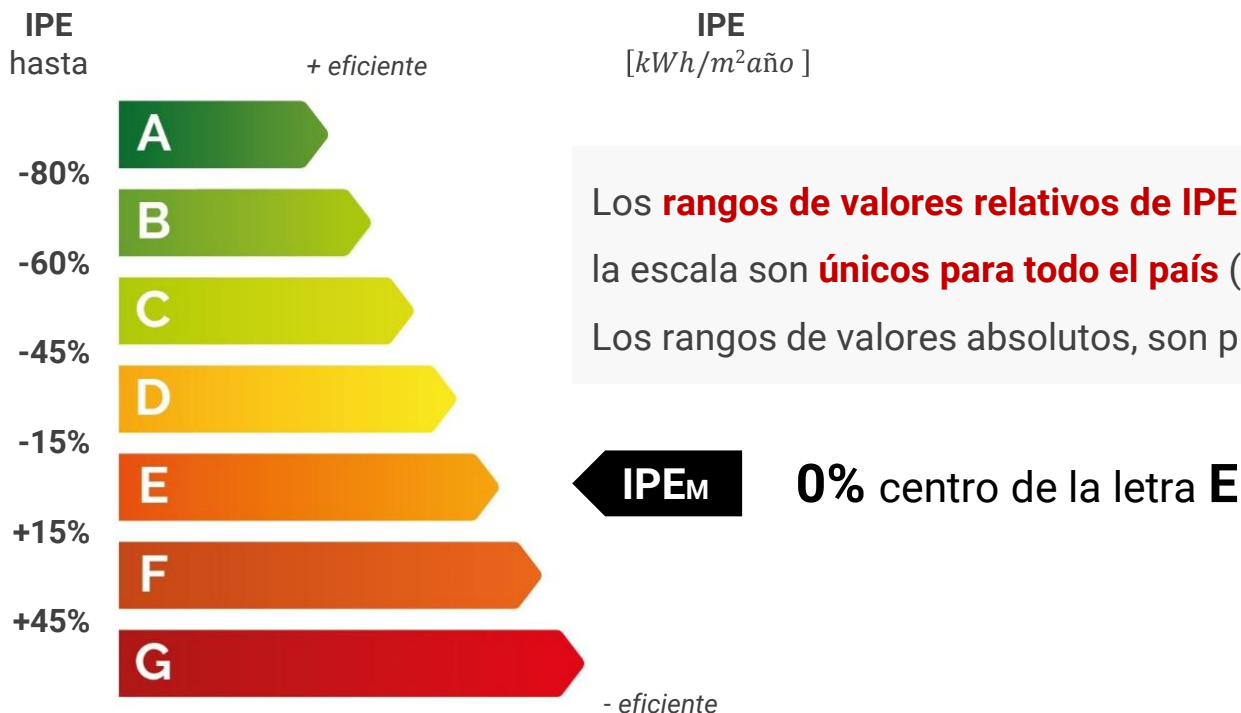 IPE
hasta
+ eficiente
IPE
[kWh/m²año ]
A
-80%
B
-60%
C
-45%
D
-15%
E
+15%
F
+45%
G
- eficiente
Los rangos de valores relativos de IPE
la escala son únicos para todo el país (
Los rangos de valores absolutos, son p
IPEM
0% centro de la letra E